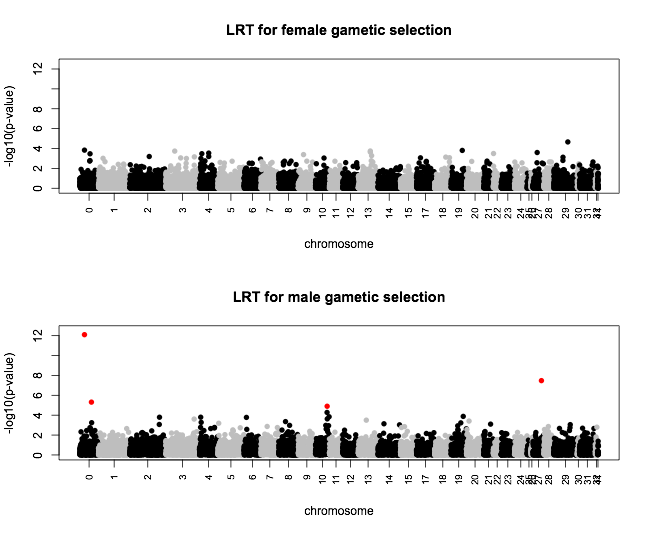 LRT for female gametic selection
-log10(p-value)
0 2 4 6 8 12
0 1 2 3 4 5 6 7 8 9 10 11 12 13 14 15 16 17 18 19 20 21 22 23 24 27 28 29 30 31
chromosome
LRT for male gametic selection
-log10(p-value)
0 2 4 6 8 12
0 1 2 3 4 5 6 7 8 9 10 11 12 13 14 15 16 17 18 19 20 21 22 23 24 27 28 29 30 31
chromosome